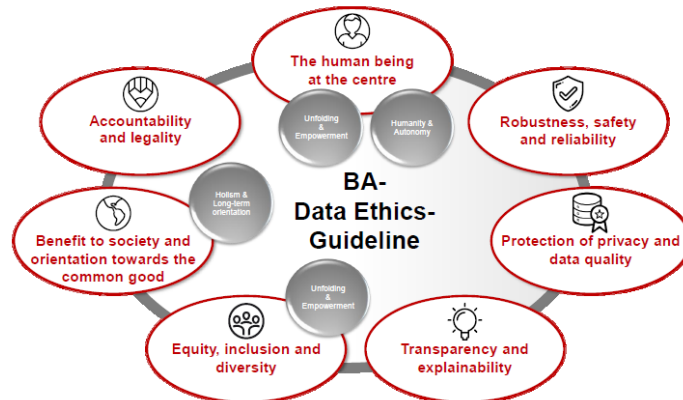 The human being
at the centre
Accountability
and legality
Unfolding
&
Empowerment
Humanity &
Autonomy
Robustness, safety
and reliability
Holism &
Long-term
orientation
BA-
Data Ethics-
Guideline
Benefit to society and
orientation towards the
common good
Protection of privacy and
data quality
Unfolding
&
Empowerment
Equity, inclusion and
diversity
Transparency and
explainability